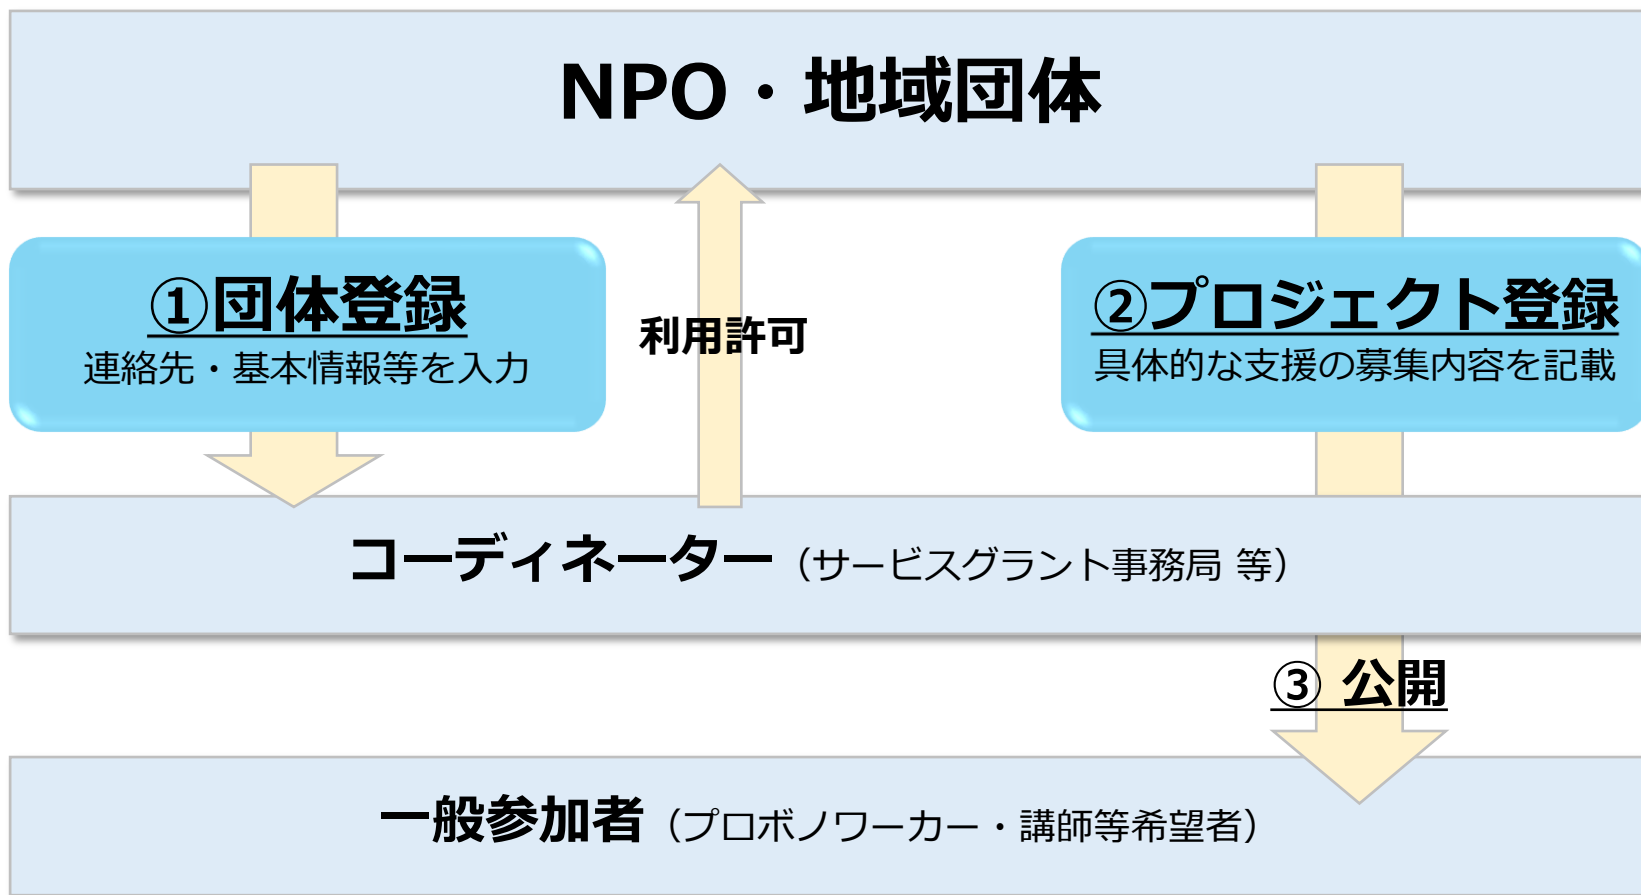 NPO・地域団体
①団体登録
連絡先・基本情報等を入力
利用許可
②プロジェクト登録
具体的な支援の募集内容を記載
コーディネーター（サービスグラント事務局 等）
③ 公開
一般参加者（プロボノワーカー・講師等希望者）